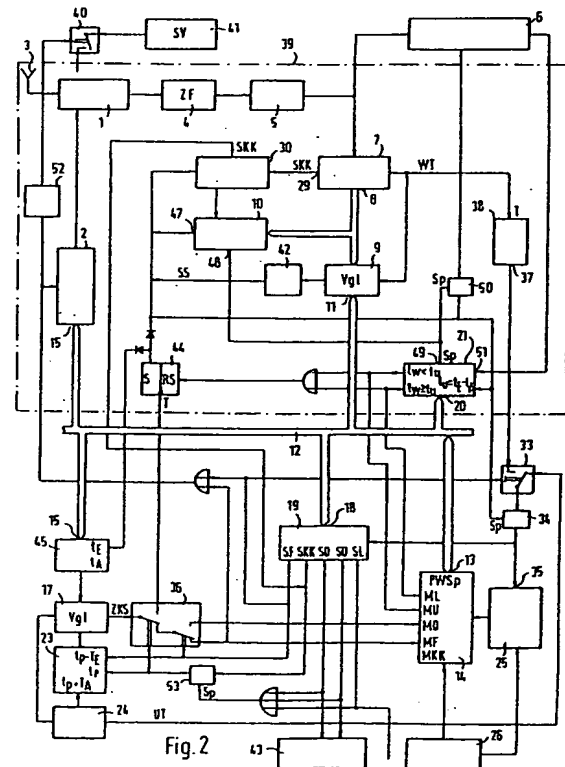 40
SV
41
6
3
39
ZF
1
4
5
SKK
30
SKK
7
WT
29
8
52
47
10
38
T
2
48
9
37
SS
42
Vgl
Sp
50
11
49
Sp
21
51
15
44
S
RS
T
20
12
33
15
19
18
13
34
Sp
45
tE
tA
SF
SKK
SO
SO
SL
PWSp
35
17
Vgl
ZKS
36
ML
MU
MO
MF
MKK
25
23
tP-TE
tP
tP+TA
53
Sp
14
24
UT
Fig. 2
43
26